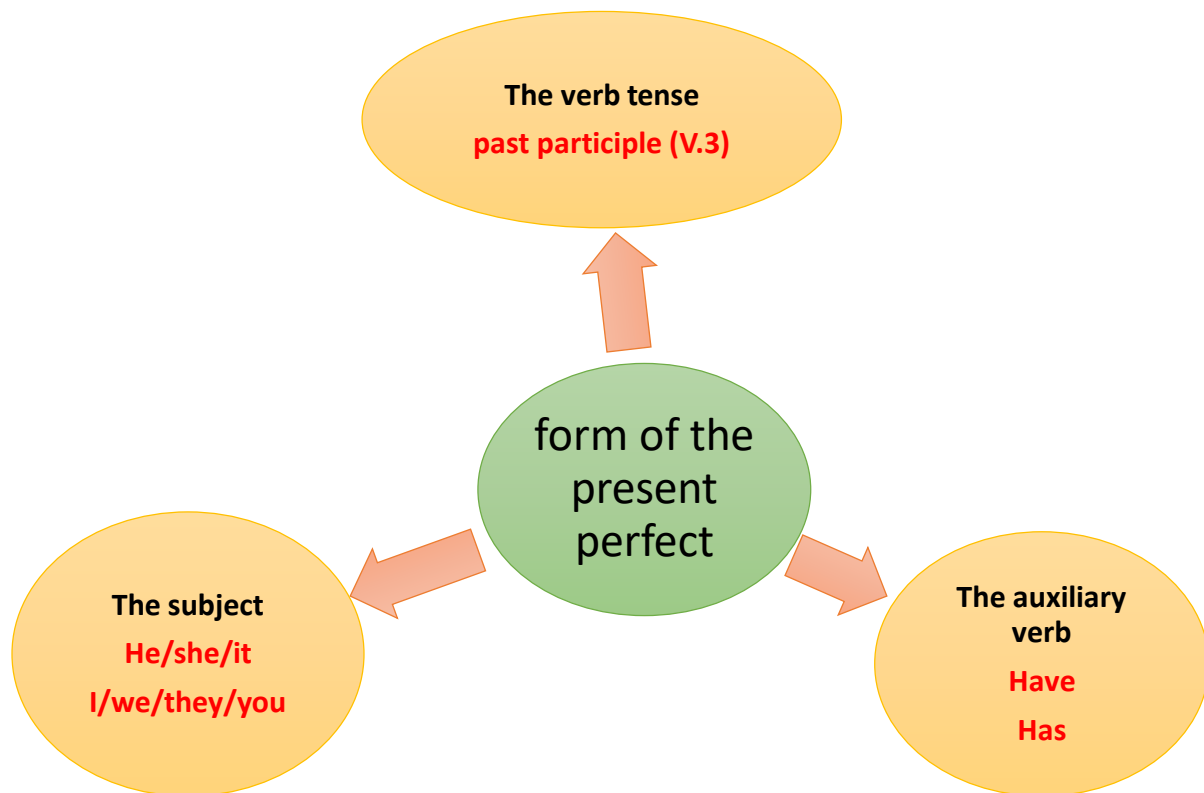 The verb tense
past participle (V.3)
form of the
present
perfect
The subject
He/she/it
I/we/they/you
The auxiliary
verb
Have
Has